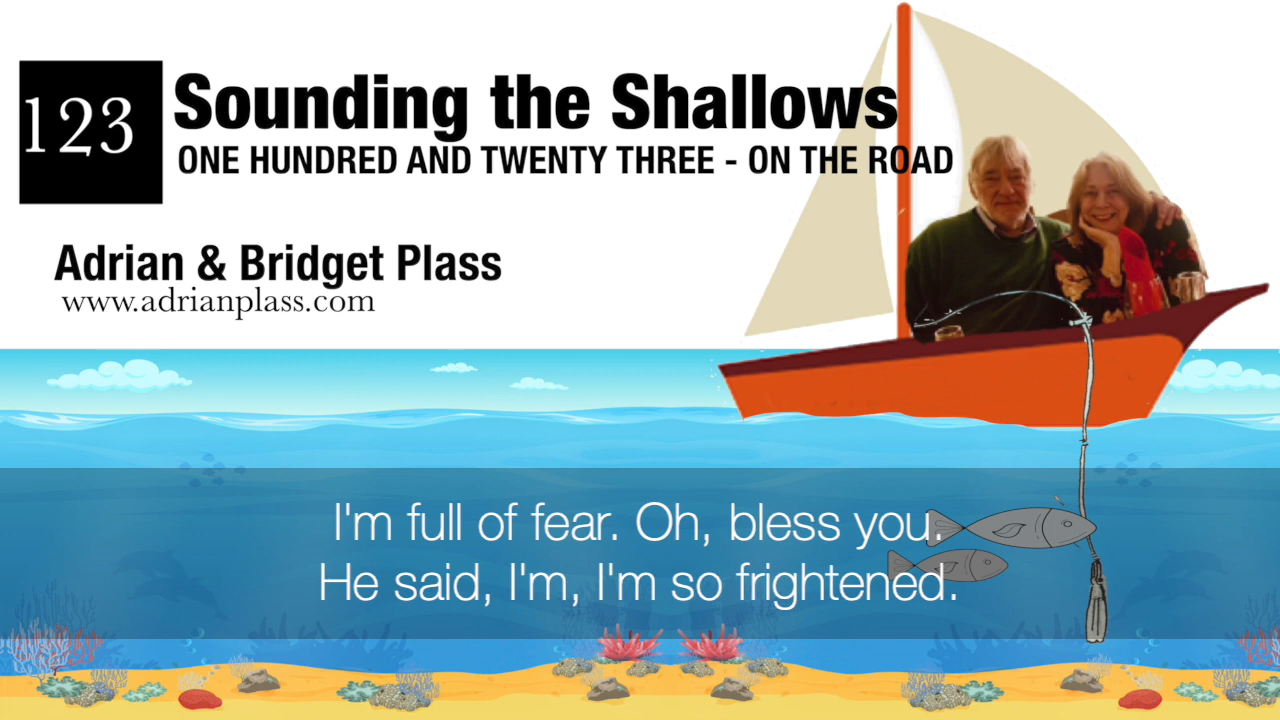 123
Sounding the Shallows
ONE HUNDRED AND TWENTY THREE - ON THE ROAD
Adrian & Bridget Plass
www.adrianplass.com
I'm full of fear. Oh, bless you.
He said, I'm, I'm so frightened.